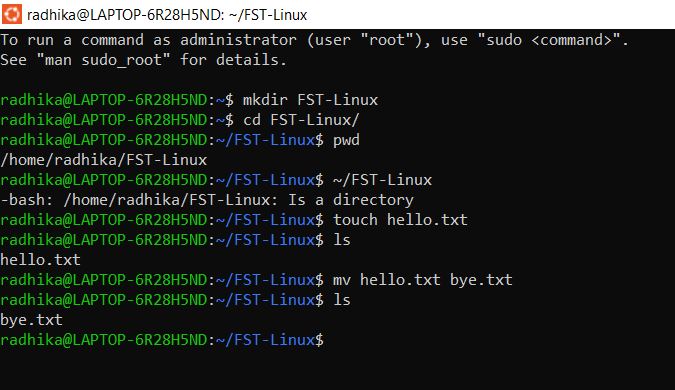 radhika@LAPTOP-6R28H5ND: ~/FST-Linux
To run a command as administrator (user "root"), use "sudo <command>".
See "man sudo_root" for details.
radhika@LAPTOP-6R28H5ND:~$ mkdir FST-Linux
radhika@LAPTOP-6R28H5ND:~$ cd FST-Linux/
radhika@LAPTOP-6R28H5ND:~/FST-Linux$ pwd
/home/radhika/FST-Linux
radhika@LAPTOP-6R28H5ND:~/FST-Linux$ ~/FST-Linux
-bash: /home/radhika/FST-Linux: Is a directory
radhika@LAPTOP-6R28H5ND:~/FST-Linux$ touch hello.txt
radhika@LAPTOP-6R28H5ND:~/FST-Linux$ ls
hello.txt
radhika@LAPTOP-6R28H5ND:~/FST-Linux$ mv hello.txt bye.txt
radhika@LAPTOP-6R28H5ND:~/FST-Linux$ ls
bye.txt
radhika@LAPTOP-6R28H5ND:~/FST-Linux$